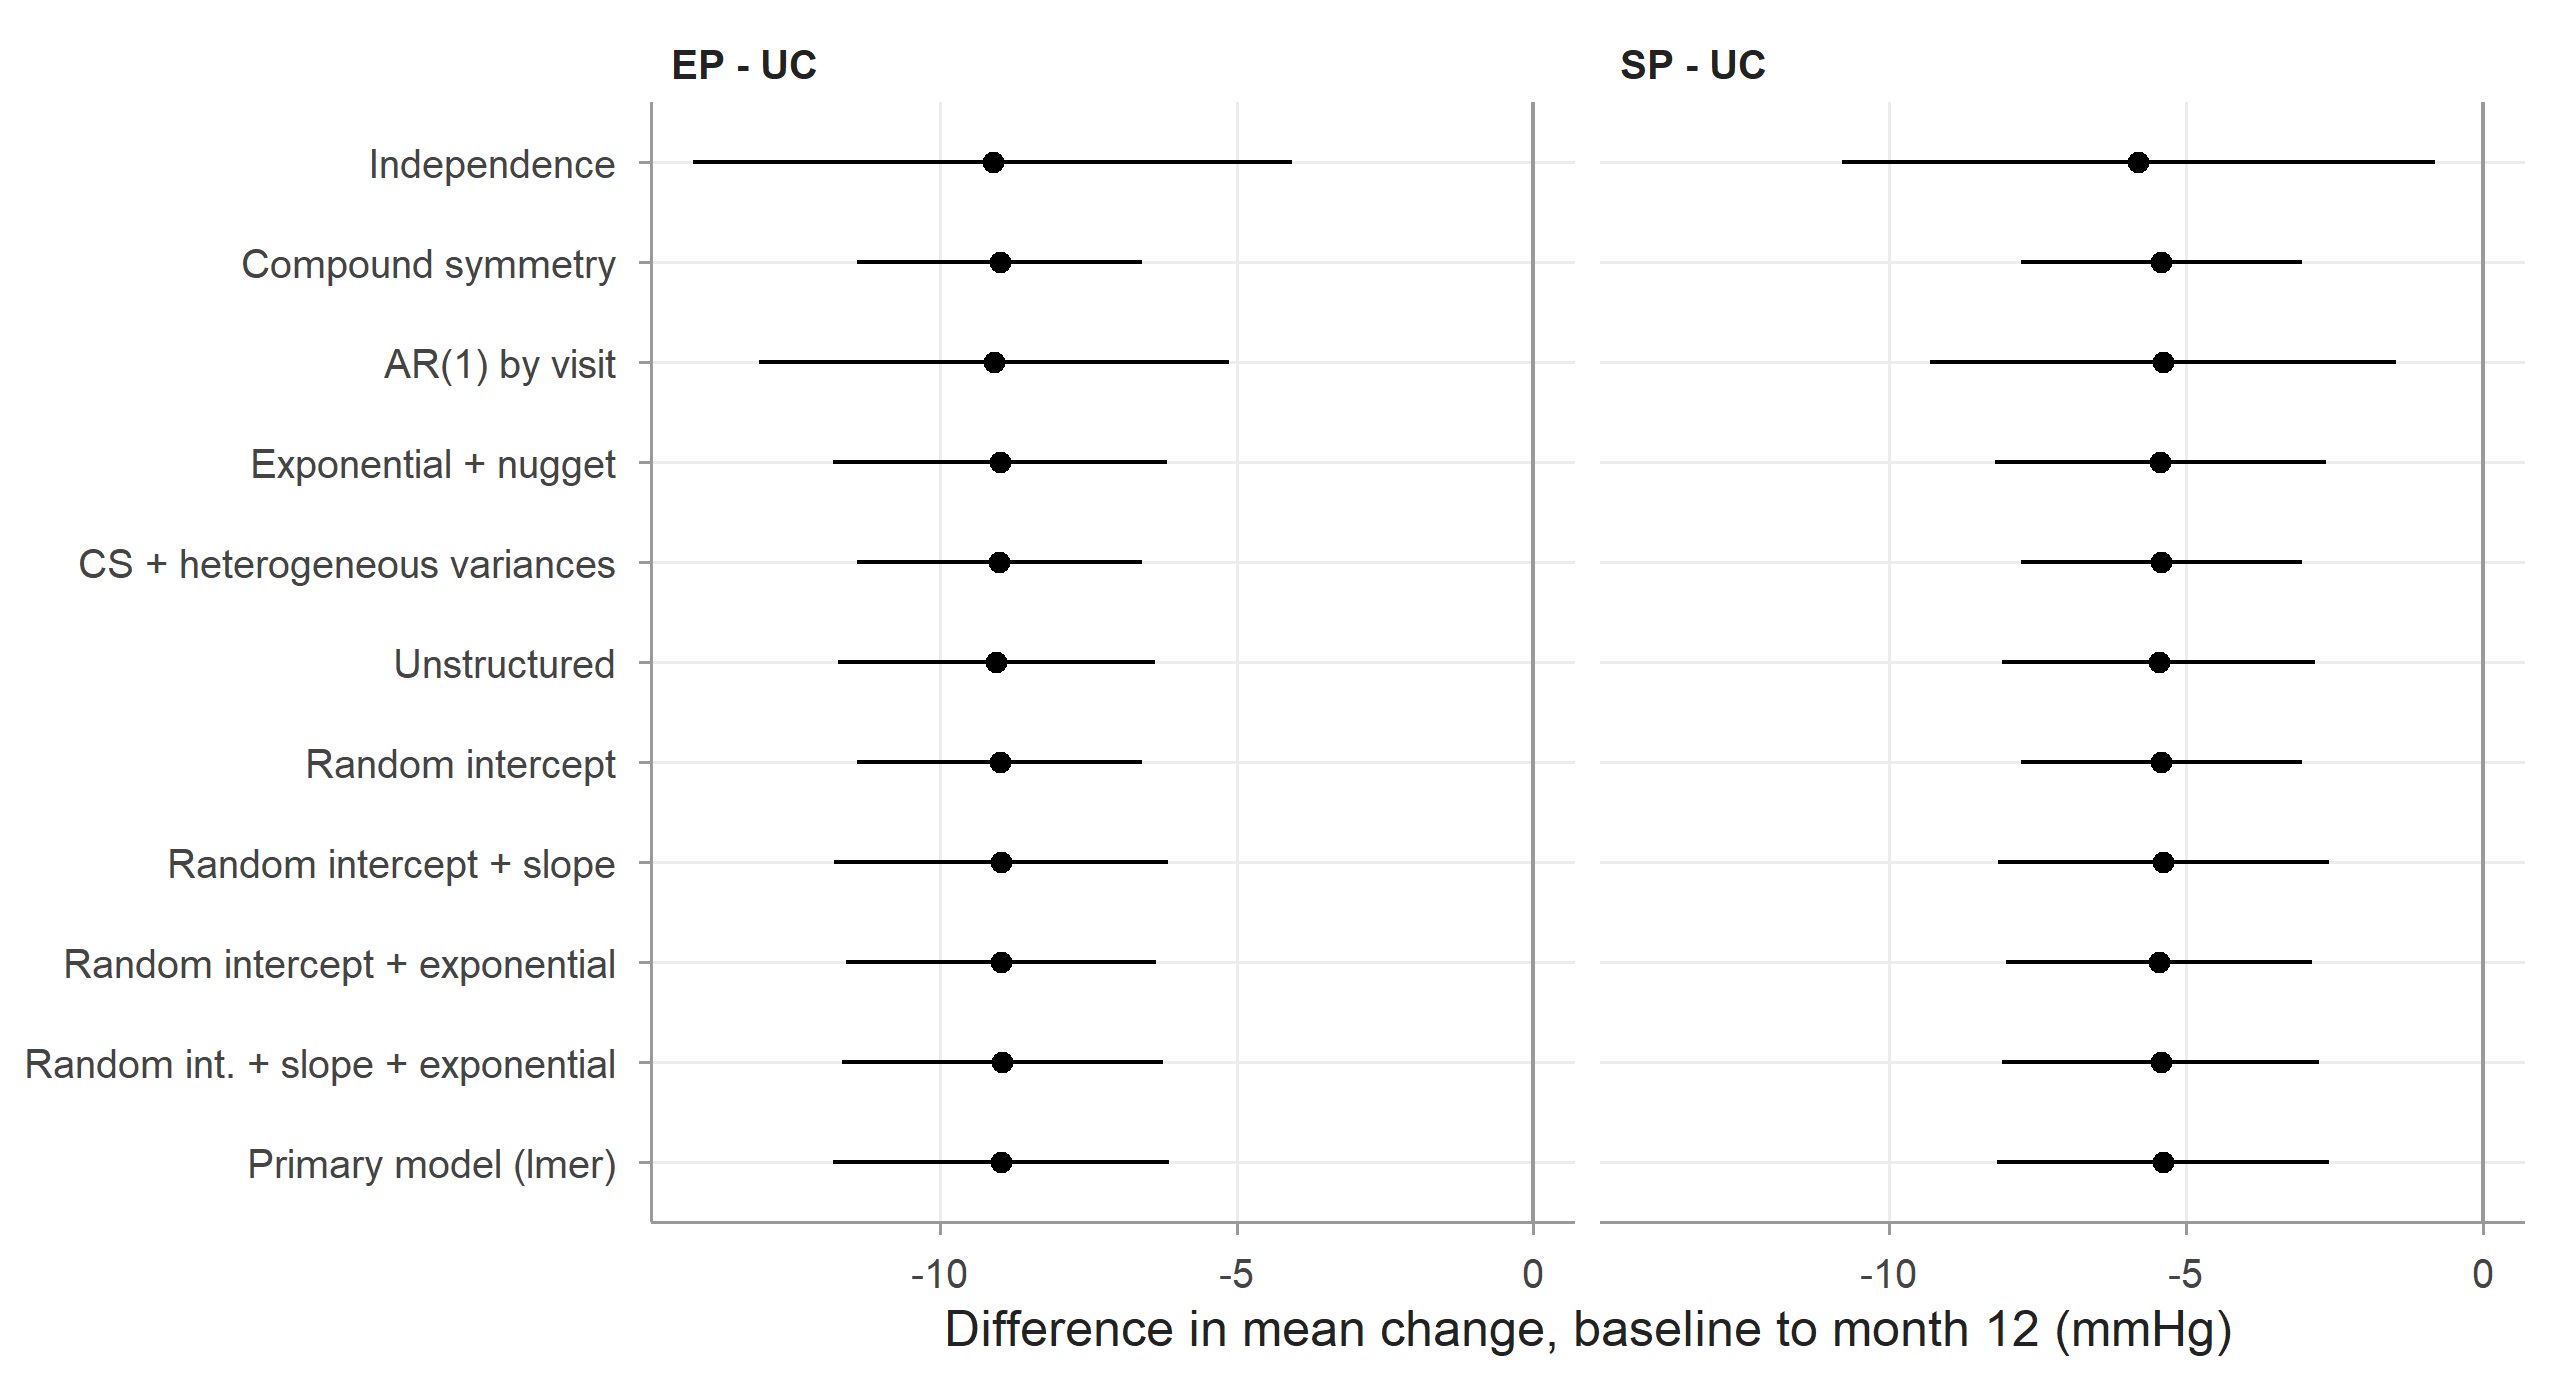 EP - UC
SP - UC
Independence
Compound symmetry
AR(1) by visit
Exponential + nugget
CS + heterogeneous variances
Unstructured
Random intercept
Random intercept + slope
Random intercept + exponential
Random int. + slope + exponential
Primary model (lmer)
-10
-5
0
-10
-5
0
Difference in mean change, baseline to month 12 (mmHg)